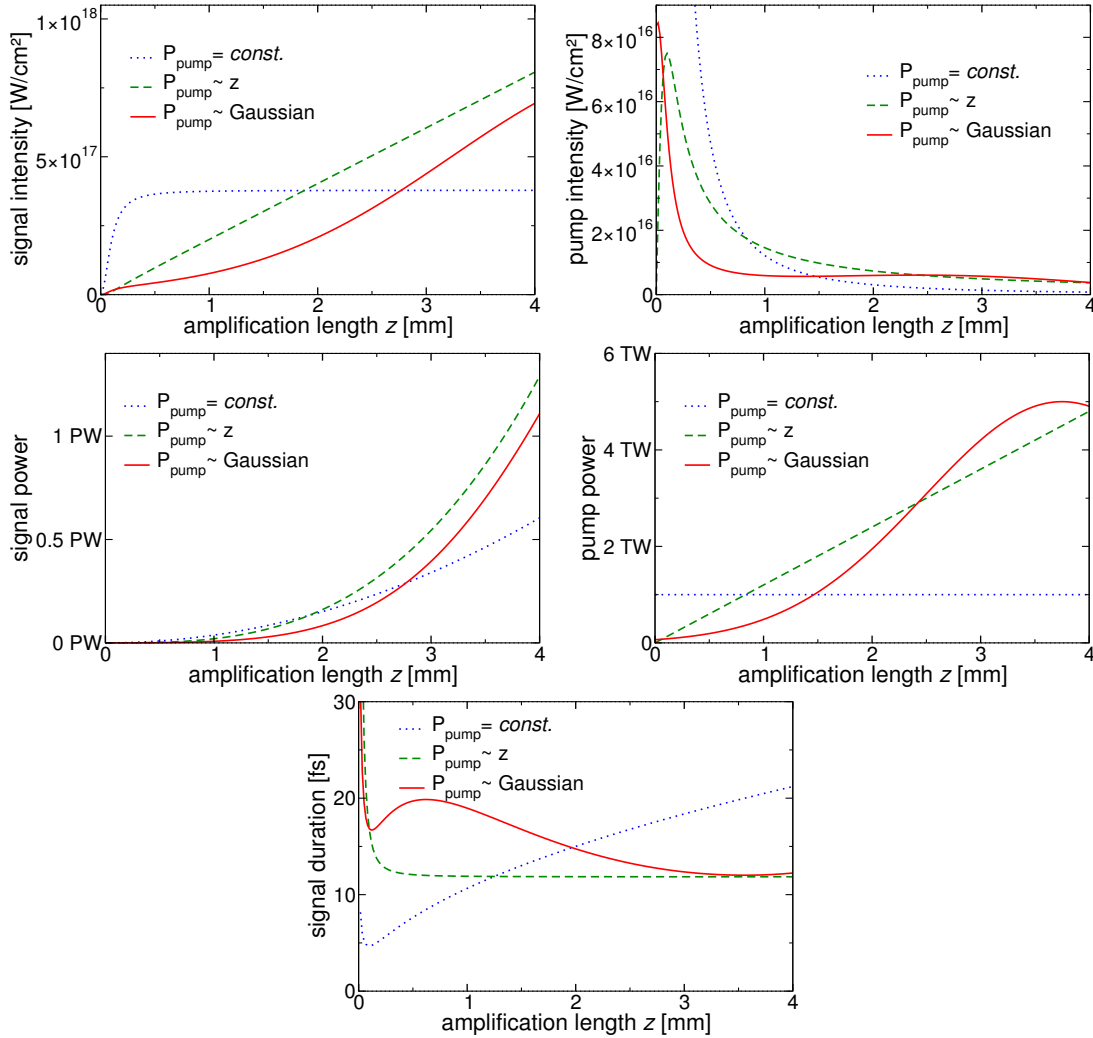 1×10¹⁸
5×10¹⁷
0
signal intensity [W/cm²]
P_pump = const.
P_pump ~ z
P_pump ~ Gaussian
0 1 2 3 4
amplification length z [mm]
8×10¹⁶
6×10¹⁶
4×10¹⁶
2×10¹⁶
0
pump intensity [W/cm²]
P_pump = const.
P_pump ~ z
P_pump ~ Gaussian
0 1 2 3 4
amplification length z [mm]
1 PW
0.5 PW
0 PW
signal power
P_pump = const.
P_pump ~ z
P_pump ~ Gaussian
0 1 2 3 4
amplification length z [mm]
6 TW
4 TW
2 TW
0
pump power
P_pump = const.
P_pump ~ z
P_pump ~ Gaussian
0 1 2 3 4
amplification length z [mm]
30
20
10
0
signal duration [fs]
P_pump = const.
P_pump ~ z
P_pump ~ Gaussian
0 1 2 3 4
amplification length z [mm]